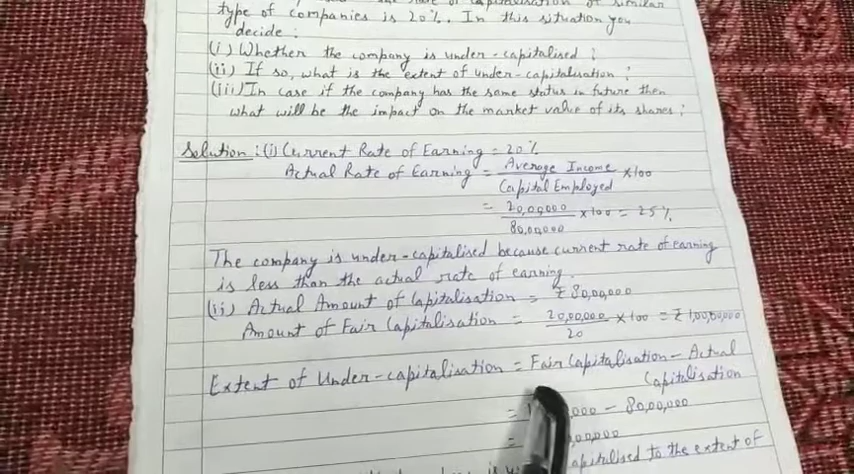 type of companies is 20%. In this situation you
decide :
(i) Whether the company is under-capitalised ?
(ii) If so, what is the extent of under-capitalisation ;
(iii) In case if the company has the same status in future then
what will be the impact on the market value of its shares ;
Solution : (i) Current Rate of Earning = 20%
Actual Rate of Earning = Average Income / Capital Employed × 100
= 20,00,000 / 80,00,000 × 100 = 25%
The company is under-capitalised because current rate of earning
is less than the actual rate of earning.
(ii) Actual Amount of Capitalisation = ₹ 80,00,000
Amount of Fair Capitalisation = 20,00,000 / 20 × 100 = ₹ 1,00,00,000
Extent of Under-capitalisation = Fair Capitalisation – Actual
Capitalisation
= 000 – 80,00,000
= 00,000
capitalised to the extent of